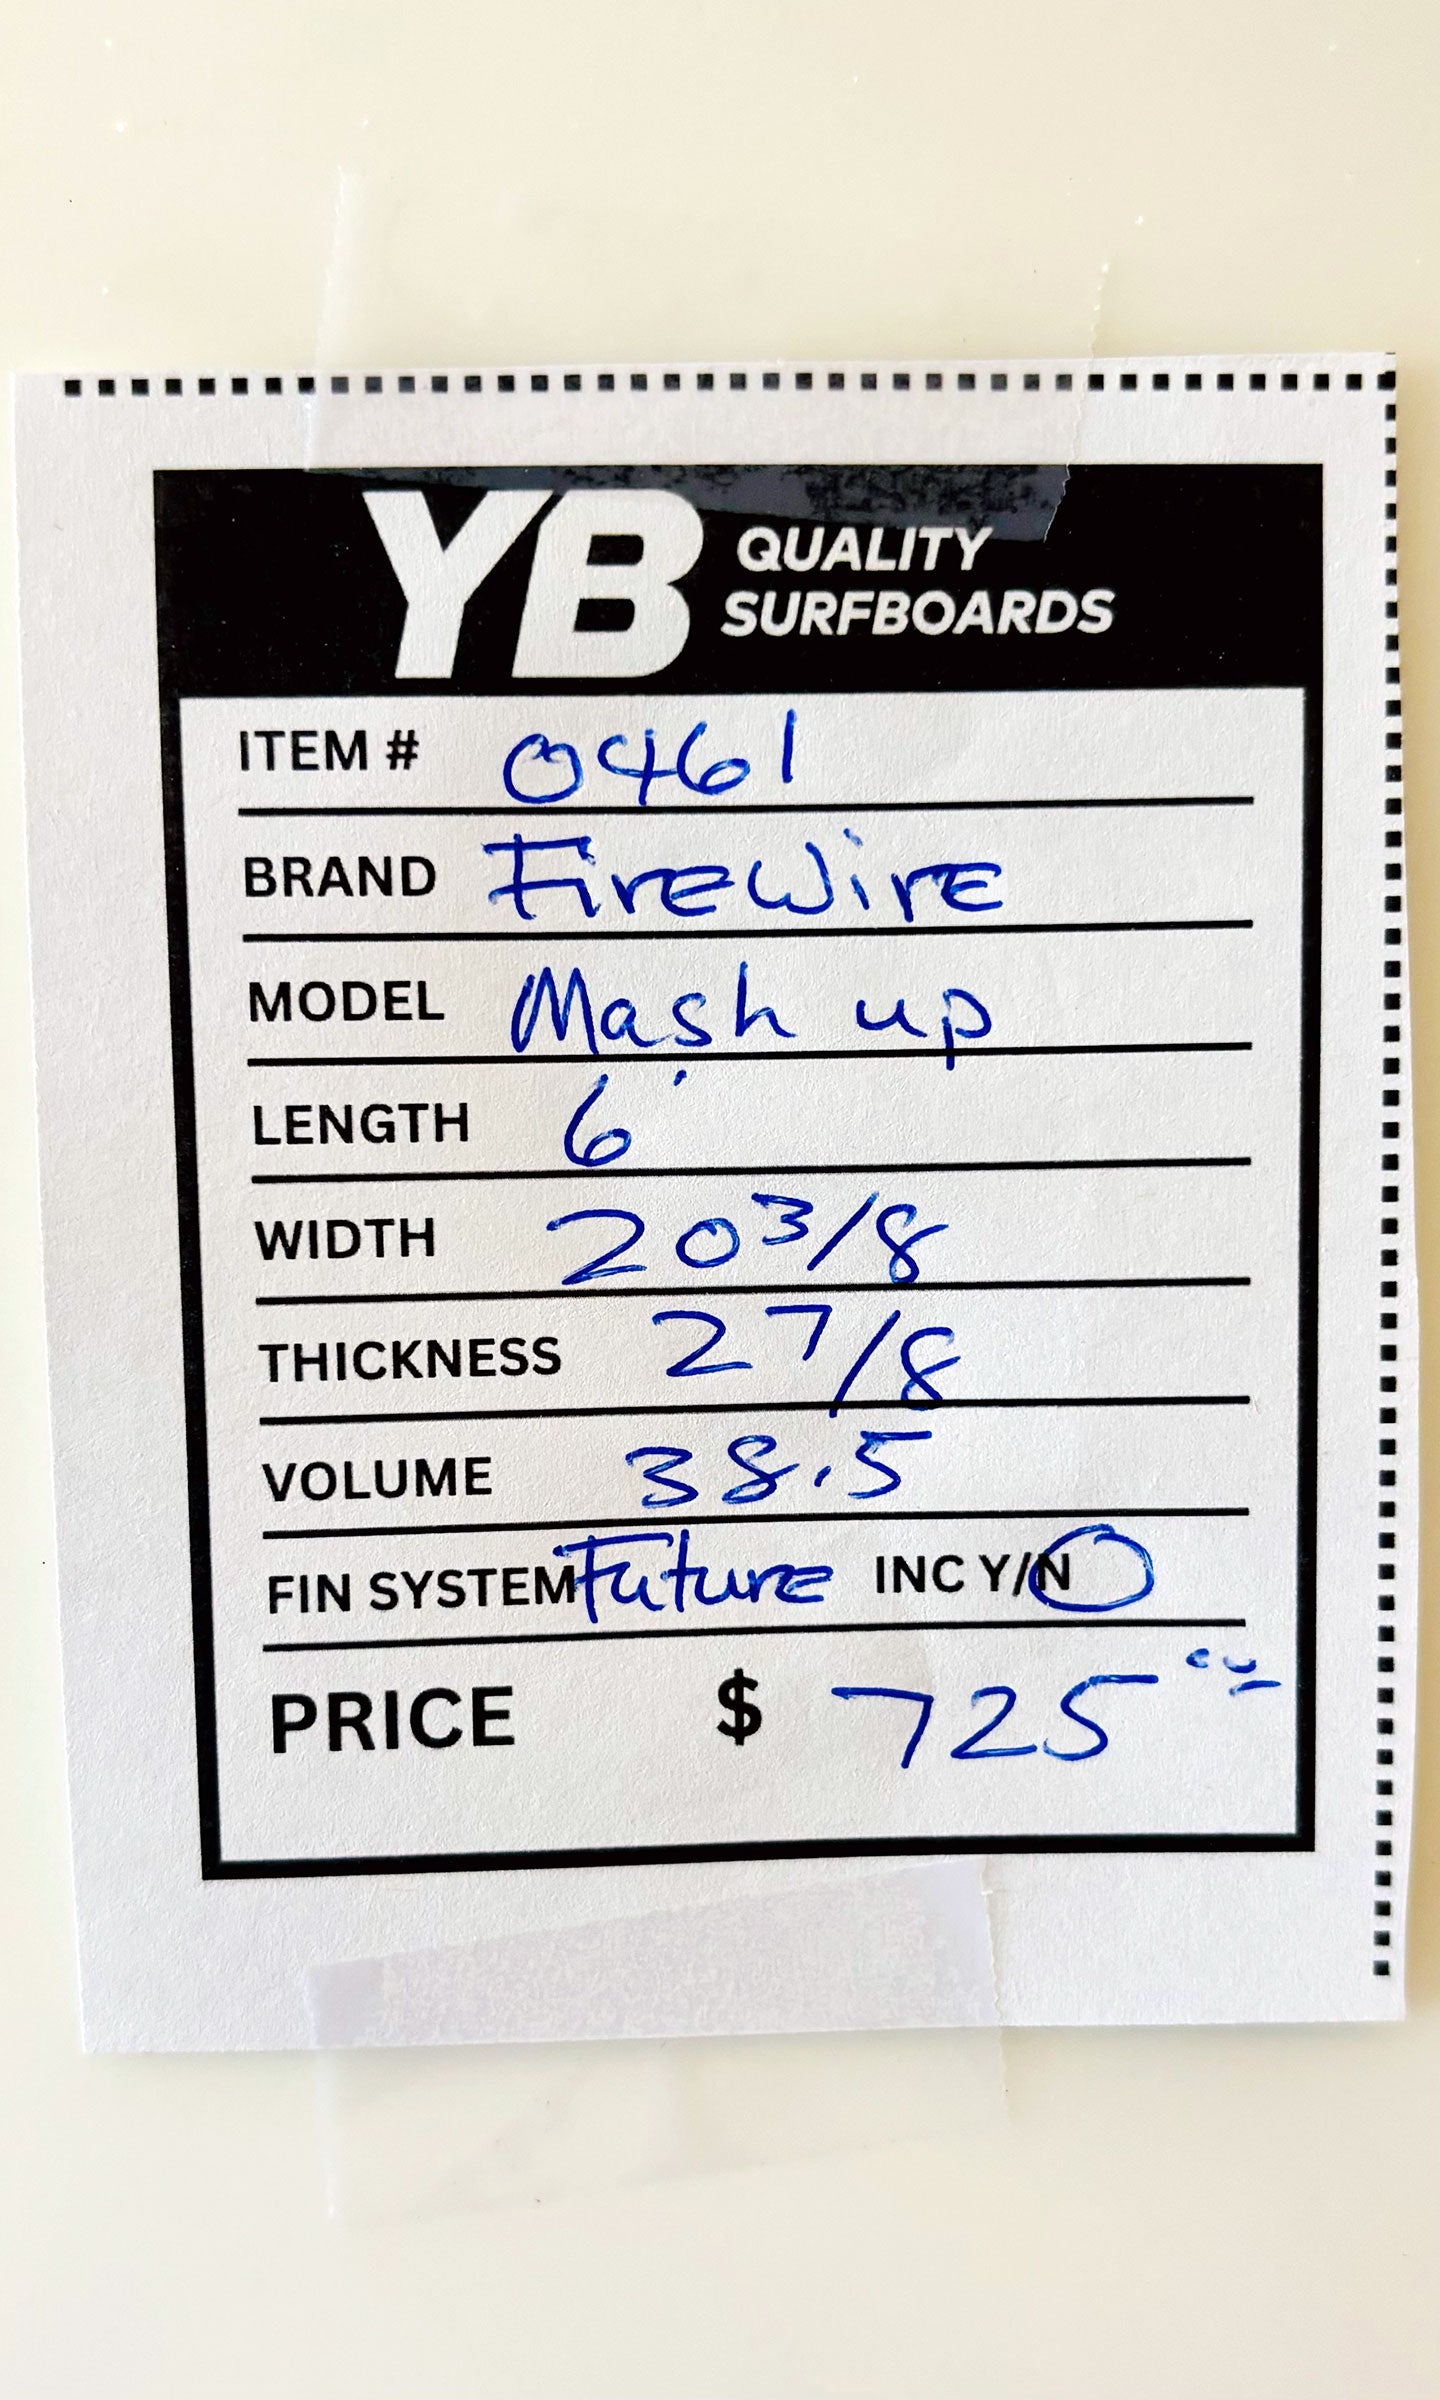 YB QUALITY
SURFBOARDS
ITEM # 0461
BRAND FireWire
MODEL Mash up
LENGTH 6'
WIDTH 20 3/8
THICKNESS 2 7/8
VOLUME 38.5
FIN SYSTEM Future INC Y/N
PRICE $ 725 00